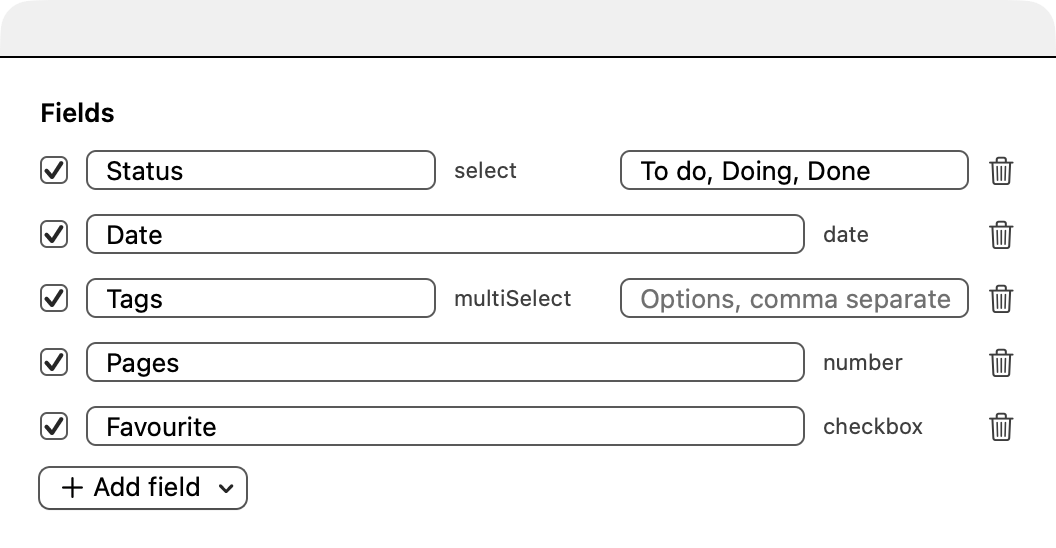 Fields
Status select To do, Doing, Done
Date date
Tags multiSelect Options, comma separate
Pages number
Favourite checkbox
+ Add field